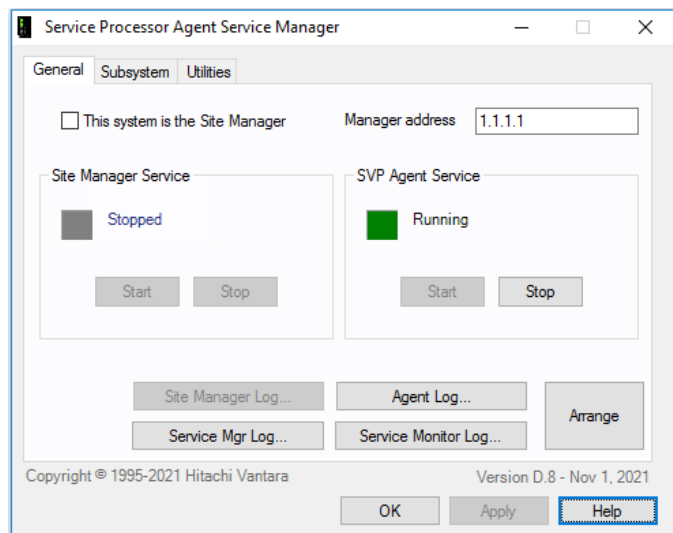 Service Processor Agent Service Manager
General Subsystem Utilities
This system is the Site Manager Manager address 1.1.1.1
Site Manager Service SVP Agent Service
Stopped Running
Start Stop Start Stop
Site Manager Log... Agent Log... Arrange
Service Mgr Log... Service Monitor Log...
Copyright © 1995-2021 Hitachi Vantara Version D.8 - Nov 1, 2021
OK Apply Help